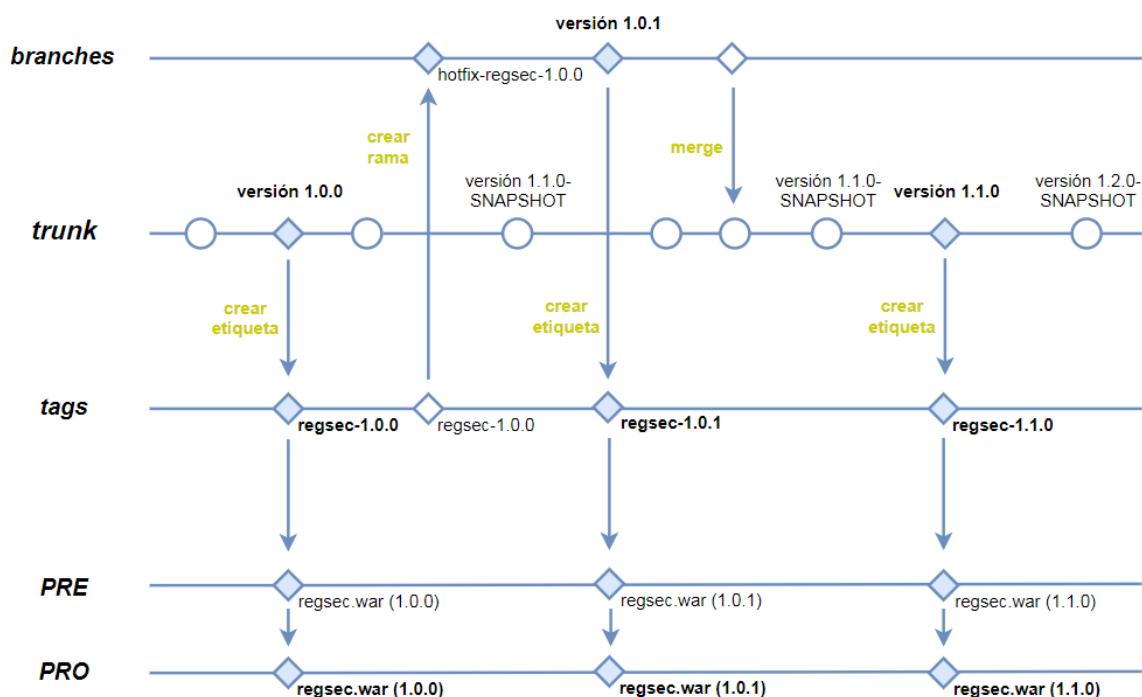 versión 1.0.1
branches
hotfix-regsec-1.0.0
crear
rama
merge
versión 1.0.0
versión 1.1.0-
SNAPSHOT
versión 1.1.0-
SNAPSHOT
versión 1.1.0
versión 1.2.0-
SNAPSHOT
trunk
crear
etiqueta
crear
etiqueta
crear
etiqueta
tags
regsec-1.0.0
regsec-1.0.0
regsec-1.0.1
regsec-1.1.0
PRE
regsec.war (1.0.0)
regsec.war (1.0.1)
regsec.war (1.1.0)
PRO
regsec.war (1.0.0)
regsec.war (1.0.1)
regsec.war (1.1.0)